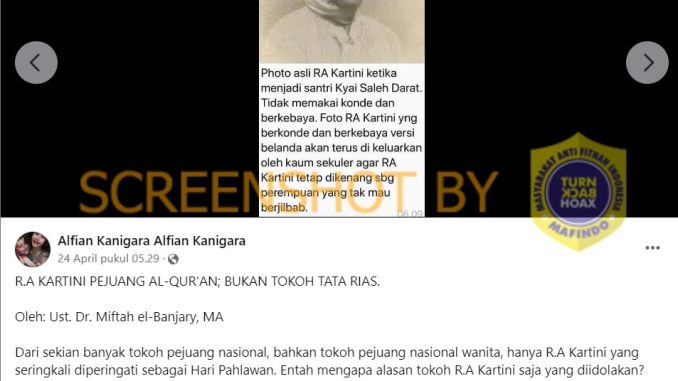 Photo asli RA Kartini ketika
menjadi santri Kyai Saleh Darat.
Tidak memakai konde dan
berkebaya. Foto RA Kartini yng
berkonde dan berkebaya versi
belanda akan terus di keluarkan
oleh kaum sekuler agar RA
Kartini tetap dikenang sbg
perempuan yang tak mau
berjilbab.
06.09
SCREENSHOT BY
MASYARAKAT ANTI FITNAH INDONESIA
TURN
BACK
HOAX
MAFINDO
Alfian Kanigara Alfian Kanigara
24 April pukul 05.29 ·
R.A KARTINI PEJUANG AL-QUR'AN; BUKAN TOKOH TATA RIAS.
Oleh: Ust. Dr. Miftah el-Banjary, MA
Dari sekian banyak tokoh pejuang nasional, bahkan tokoh pejuang nasional wanita, hanya R.A Kartini yang
seringkali diperingati sebagai Hari Pahlawan. Entah mengapa alasan tokoh R.A Kartini saja yang diidolakan?